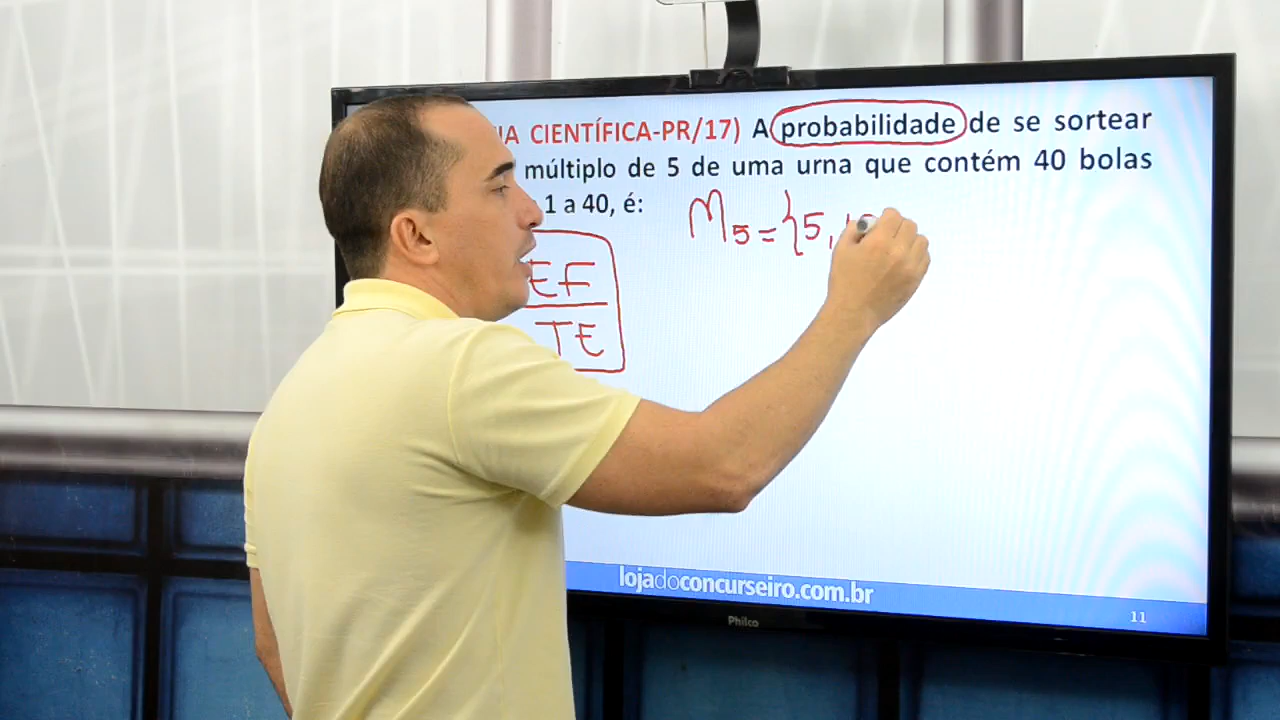 CIENTÍFICA-PR/17) A probabilidade de se sortear
múltiplo de 5 de uma urna que contém 40 bolas
1 a 40, é:
M5 = {5, 10
EF
TE
lojadoconcurseiro.com.br
11
Philco